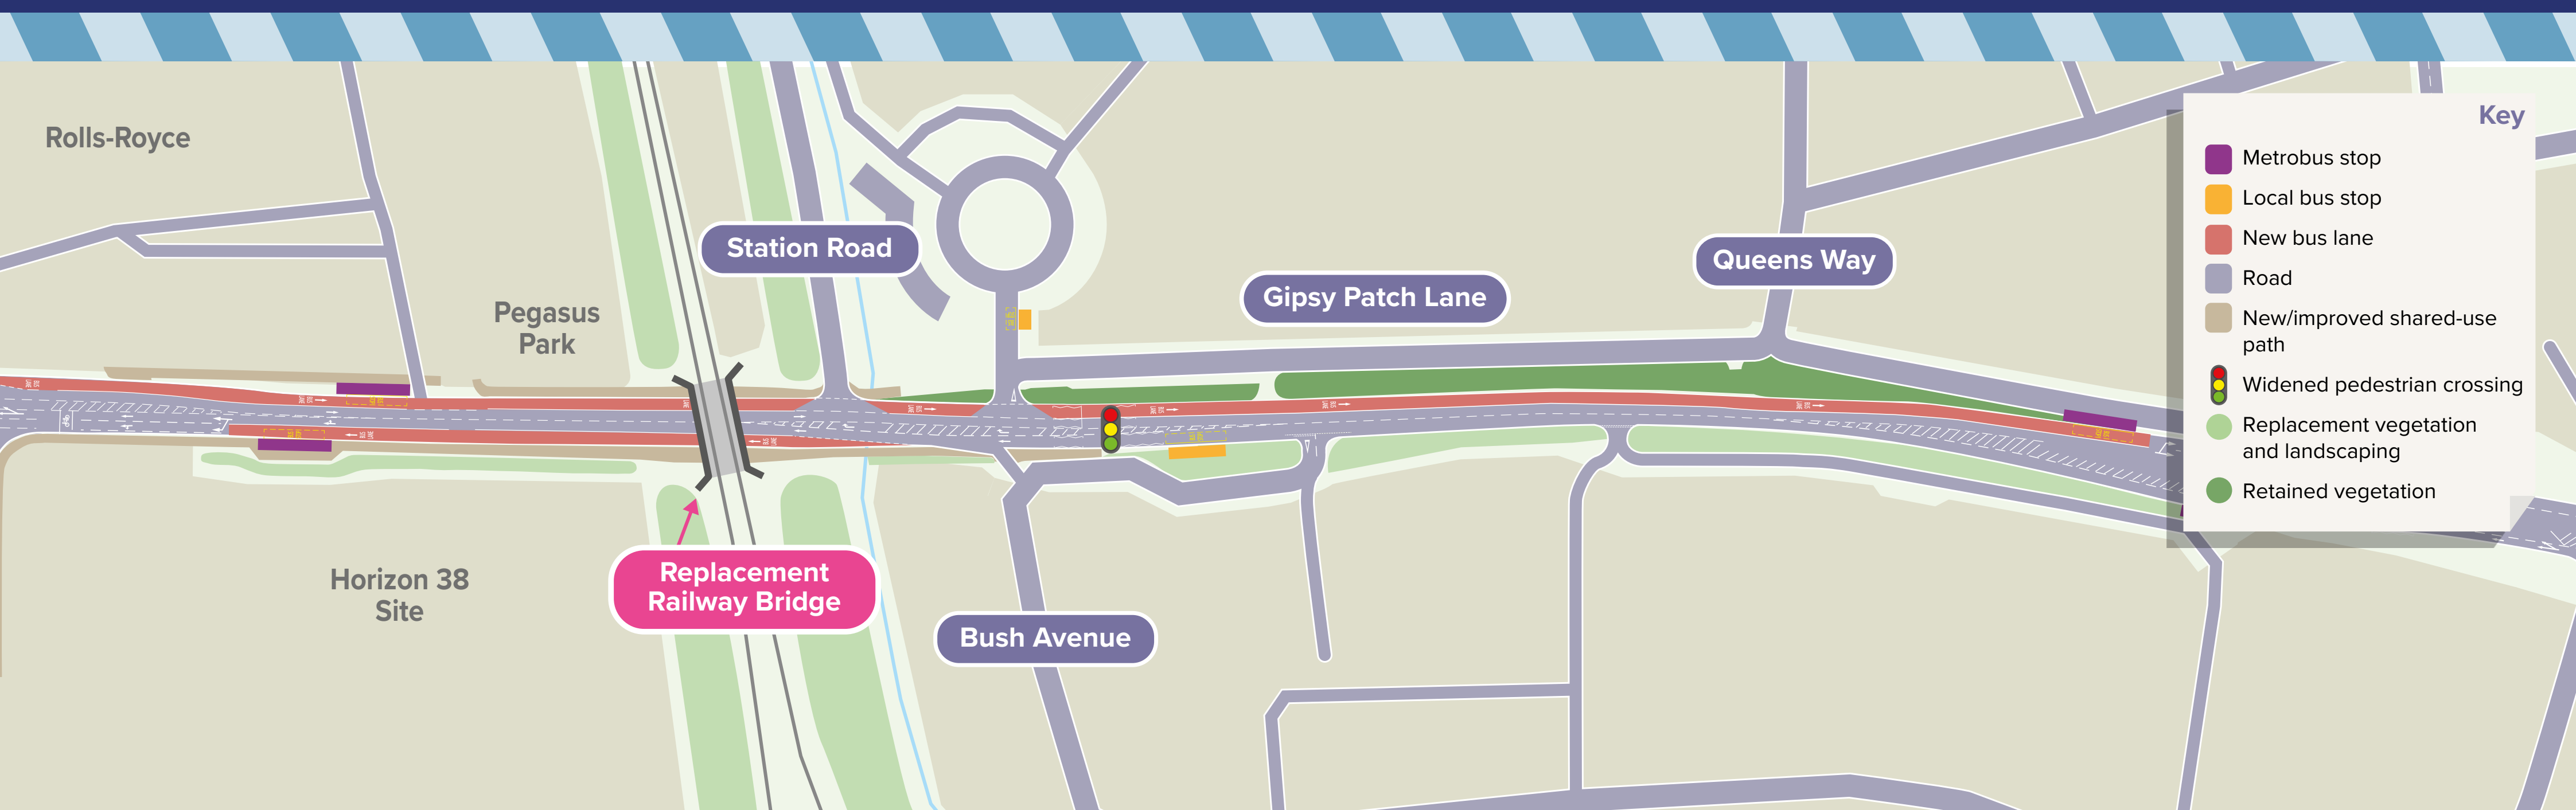 Rolls-Royce
Pegasus
Park
Station Road
Gipsy Patch Lane
Queens Way
Horizon 38
Site
Replacement
Railway Bridge
Bush Avenue
Key
Metrobus stop
Local bus stop
New bus lane
Road
New/improved shared-use
path
Widened pedestrian crossing
Replacement vegetation
and landscaping
Retained vegetation